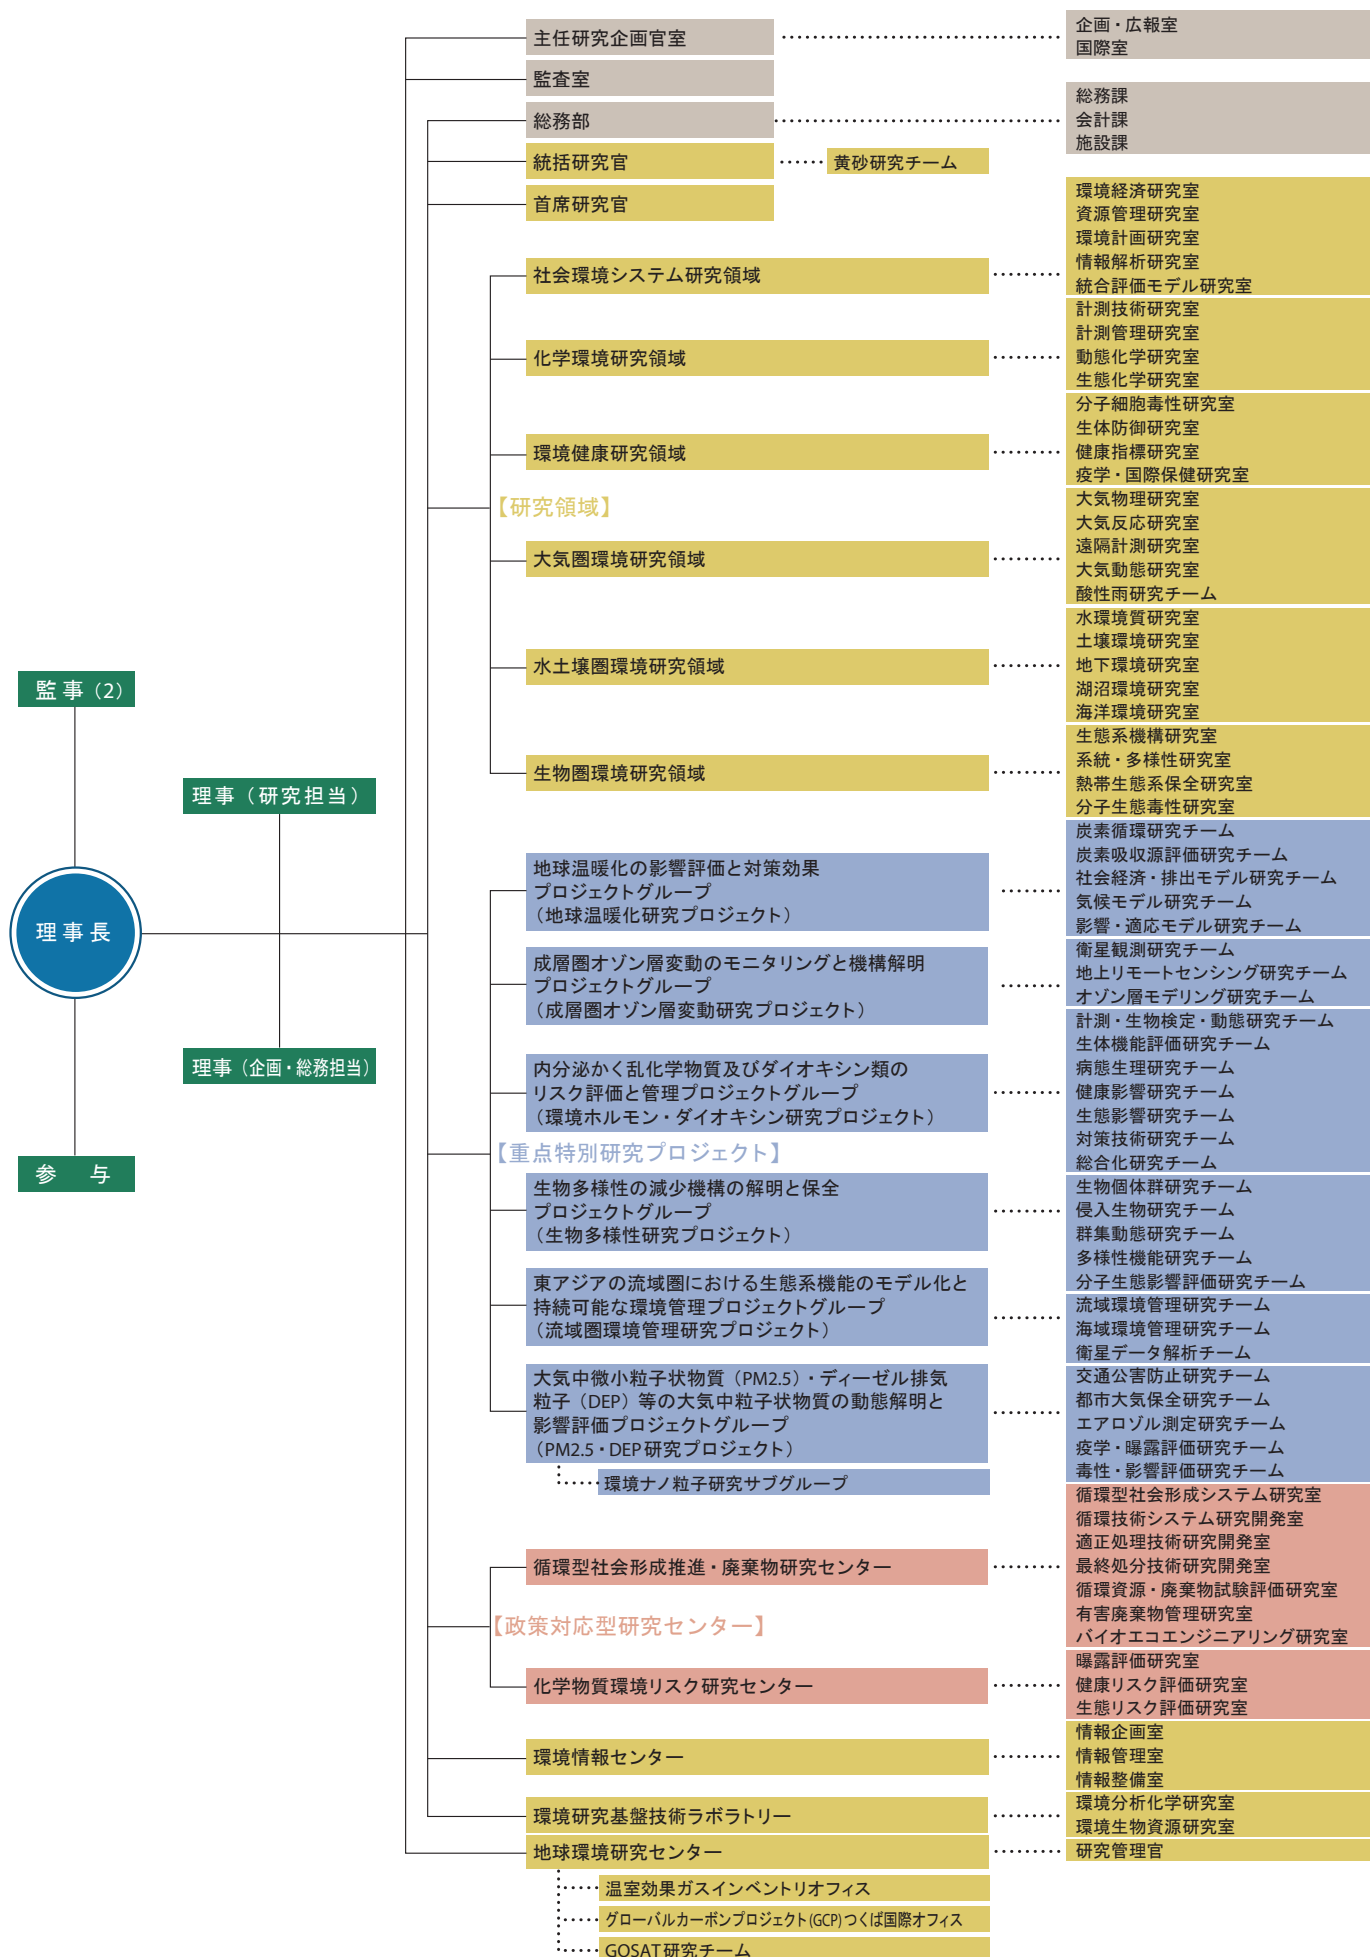 監事（2）
理事（研究担当）
理事長
理事（企画・総務担当）
参与
主任研究企画官室
企画・広報室
国際室
監査室
総務部
総務課
会計課
施設課
統括研究官
黄砂研究チーム
首席研究官
【研究領域】
社会環境システム研究領域
環境経済研究室
資源管理研究室
環境計画研究室
情報解析研究室
統合評価モデル研究室
化学環境研究領域
計測技術研究室
計測管理研究室
動態化学研究室
生態化学研究室
環境健康研究領域
分子細胞毒性研究室
生体防御研究室
健康指標研究室
疫学・国際保健研究室
大気圏環境研究領域
大気物理研究室
大気反応研究室
遠隔計測研究室
大気動態研究室
酸性雨研究チーム
水土壌圏環境研究領域
水環境質研究室
土壌環境研究室
地下環境研究室
湖沼環境研究室
海洋環境研究室
生物圏環境研究領域
生態系機構研究室
系統・多様性研究室
熱帯生態系保全研究室
分子生態毒性研究室
【重点特別研究プロジェクト】
地球温暖化の影響評価と対策効果
プロジェクトグループ
（地球温暖化研究プロジェクト）
炭素循環研究チーム
炭素吸収源評価研究チーム
社会経済・排出モデル研究チーム
気候モデル研究チーム
影響・適応モデル研究チーム
成層圏オゾン層変動のモニタリングと機構解明
プロジェクトグループ
（成層圏オゾン層変動研究プロジェクト）
衛星観測研究チーム
地上リモートセンシング研究チーム
オゾン層モデリング研究チーム
内分泌かく乱化学物質及びダイオキシン類の
リスク評価と管理プロジェクトグループ
（環境ホルモン・ダイオキシン研究プロジェクト）
計測・生物検定・動態研究チーム
生体機能評価研究チーム
病態生理研究チーム
健康影響研究チーム
生態影響研究チーム
対策技術研究チーム
総合化研究チーム
生物多様性の減少機構の解明と保全
プロジェクトグループ
（生物多様性研究プロジェクト）
生物個体群研究チーム
侵入生物研究チーム
群集動態研究チーム
多様性機能研究チーム
分子生態影響評価研究チーム
東アジアの流域圏における生態系機能のモデル化と
持続可能な環境管理プロジェクトグループ
（流域圏環境管理研究プロジェクト）
流域環境管理研究チーム
海域環境管理研究チーム
衛星データ解析チーム
大気中微小粒子状物質（PM2.5）・ディーゼル排気
粒子（DEP）等の大気中粒子状物質の動態解明と
影響評価プロジェクトグループ
（PM2.5・DEP研究プロジェクト）
環境ナノ粒子研究サブグループ
交通公害防止研究チーム
都市大気保全研究チーム
エアロゾル測定研究チーム
疫学・曝露評価研究チーム
毒性・影響評価研究チーム
【政策対応型研究センター】
循環型社会形成推進・廃棄物研究センター
循環型社会形成システム研究室
循環技術システム研究開発室
適正処理技術研究開発室
最終処分技術研究開発室
循環資源・廃棄物試験評価研究室
有害廃棄物管理研究室
バイオエコエンジニアリング研究室
化学物質環境リスク研究センター
曝露評価研究室
健康リスク評価研究室
生態リスク評価研究室
環境情報センター
情報企画室
情報管理室
情報整備室
環境研究基盤技術ラボラトリー
環境分析化学研究室
環境生物資源研究室
地球環境研究センター
研究管理官
温室効果ガスインベントリオフィス
グローバルカーボンプロジェクト(GCP)つくば国際オフィス
GOSAT研究チーム